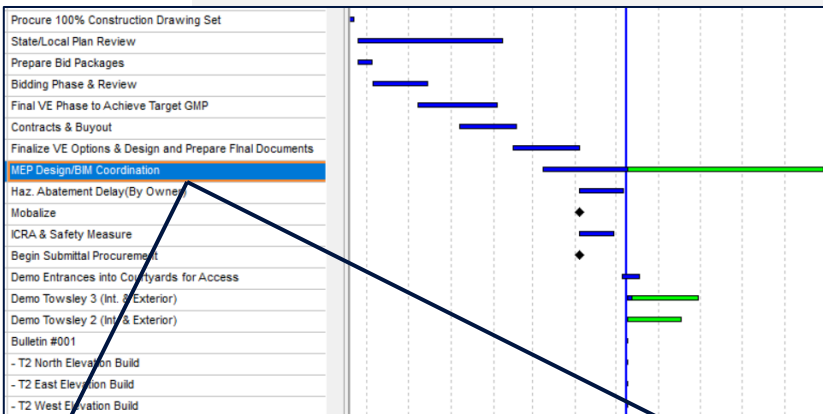 Procure 100% Construction Drawing Set
State/Local Plan Review
Prepare Bid Packages
Bidding Phase & Review
Final VE Phase to Achieve Target GMP
Contracts & Buyout
Finalize VE Options & Design and Prepare FInal Documents
MEP Design/BIM Coordination
Haz. Abatement Delay(By Owner)
Mobalize
ICRA & Safety Measure
Begin Submittal Procurement
Demo Entrances into Courtyards for Access
Demo Towsley 3 (Int. & Exterior)
Demo Towsley 2 (Int. & Exterior)
Bulletin #001
- T2 North Elevation Build
- T2 East Elevation Build
- T2 West Elevation Build